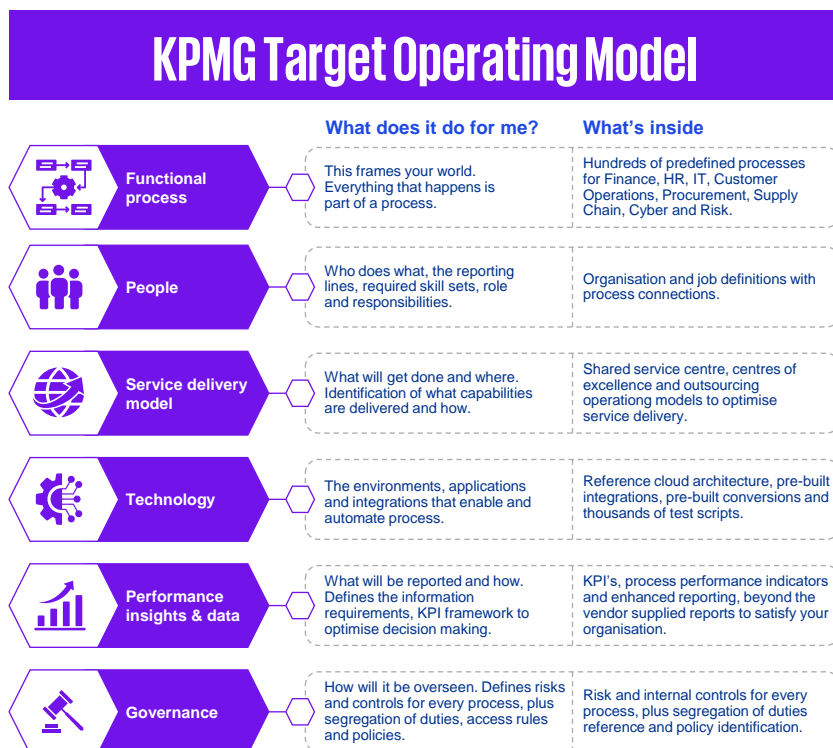 KPMG Target Operating Model
What does it do for me?
What's inside
Functional
process
This frames your world.
Everything that happens is
part of a process.
Hundreds of predefined processes
for Finance, HR, IT, Customer
Operations, Procurement, Supply
Chain, Cyber and Risk.
People
Who does what, the reporting
lines, required skill sets, role
and responsibilities.
Organisation and job definitions with
process connections.
Service delivery
model
What will get done and where.
Identification of what capabilities
are delivered and how.
Shared service centre, centres of
excellence and outsourcing
operationg models to optimise
service delivery.
Technology
The environments, applications
and integrations that enable and
automate process.
Reference cloud architecture, pre-built
integrations, pre-built conversions and
thousands of test scripts.
Performance
insights & data
What will be reported and how.
Defines the information
requirements, KPI framework to
optimise decision making.
KPI's, process performance indicators
and enhanced reporting, beyond the
vendor supplied reports to satisfy your
organisation.
Governance
How will it be overseen. Defines risks
and controls for every process, plus
segregation of duties, access rules
and policies.
Risk and internal controls for every
process, plus segregation of duties
reference and policy identification.